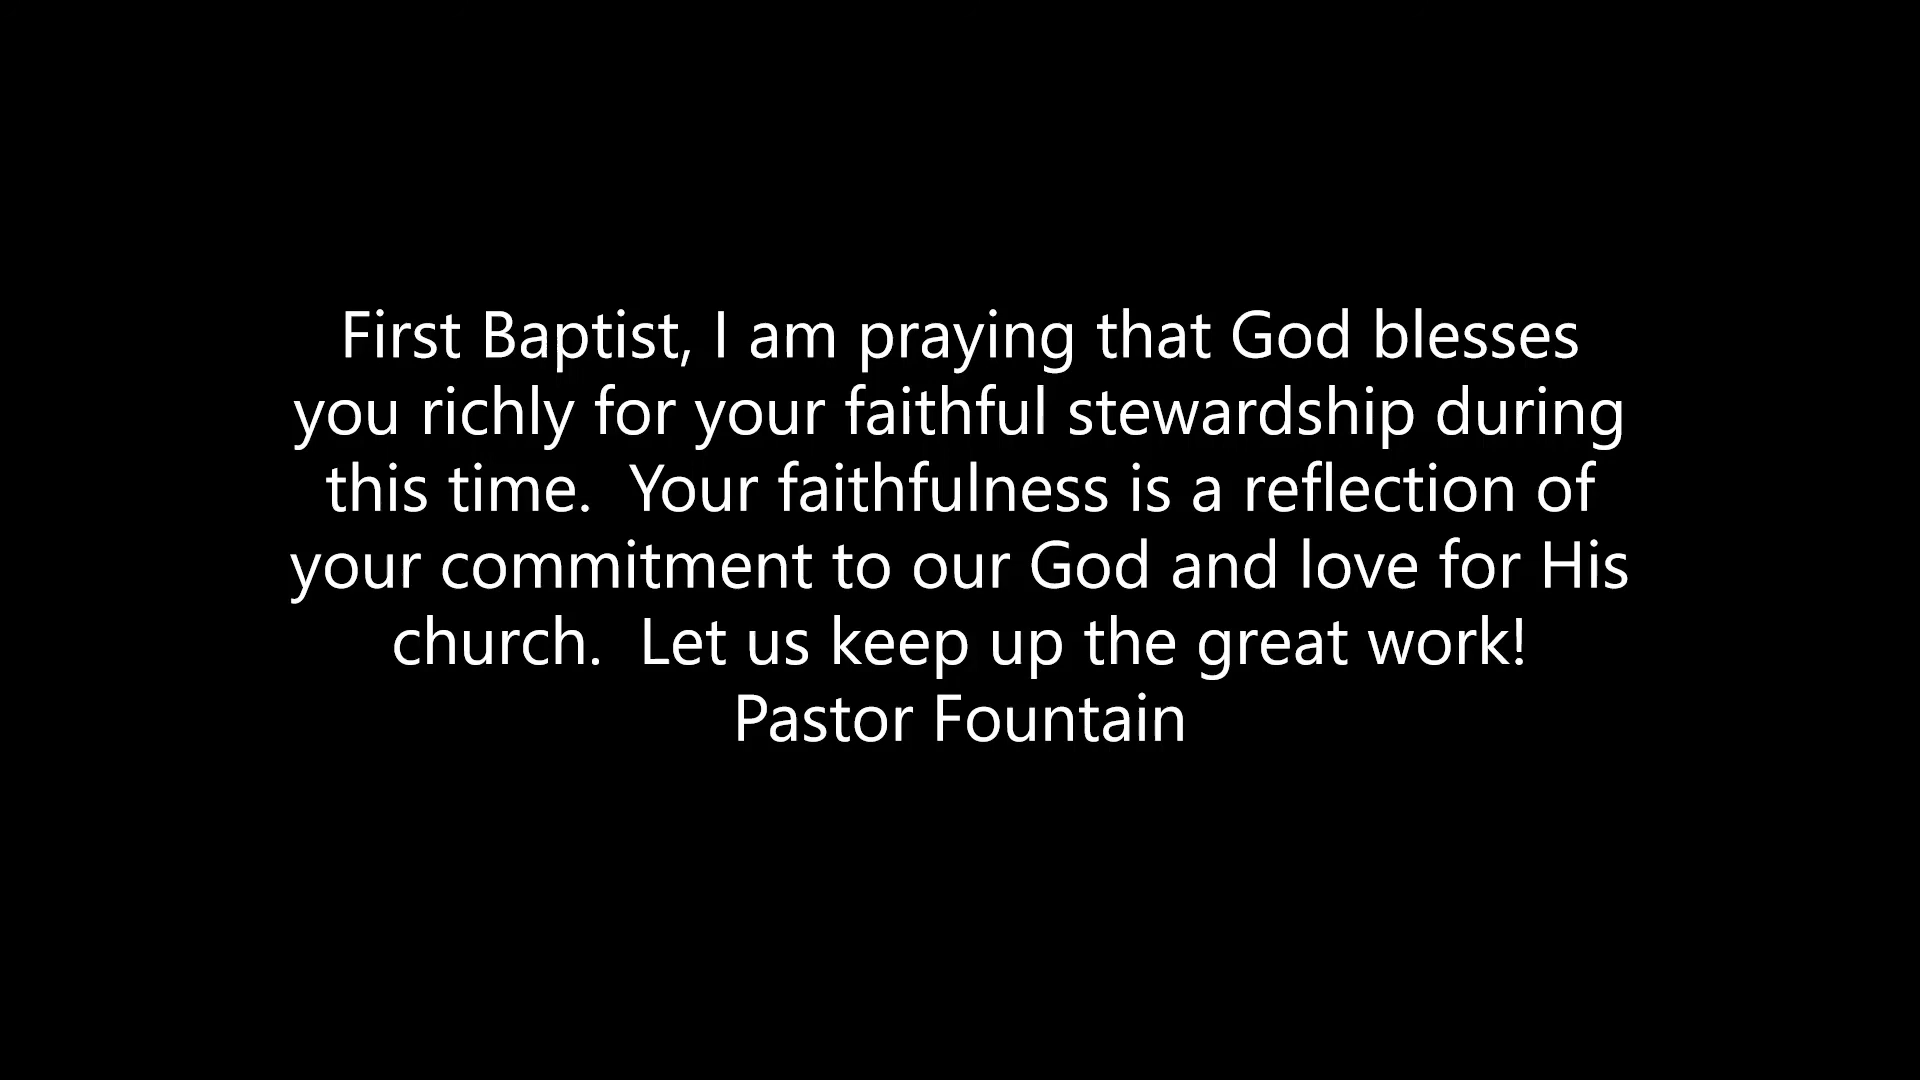 First Baptist, I am praying that God blesses
you richly for your faithful stewardship during
this time.  Your faithfulness is a reflection of
your commitment to our God and love for His
church.  Let us keep up the great work!
Pastor Fountain